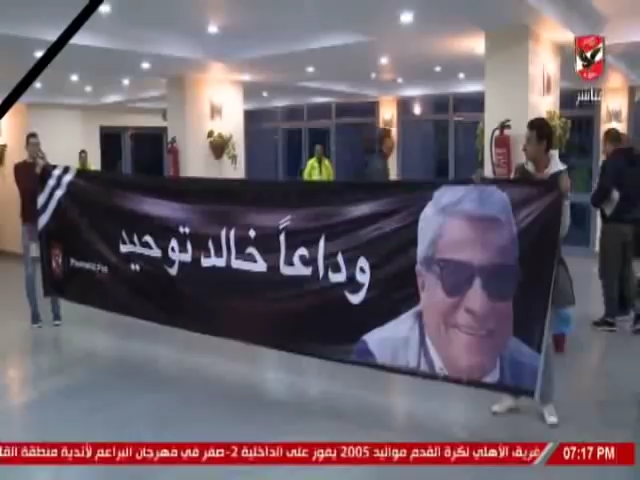 مباشر
وداعاً خالد توحيد
فريق الأهلي لكرة القدم مواليد 2005 يفوز على الداخلية 2-صفر في مهرجان البراعم لأندية منطقة القا
07:17 PM